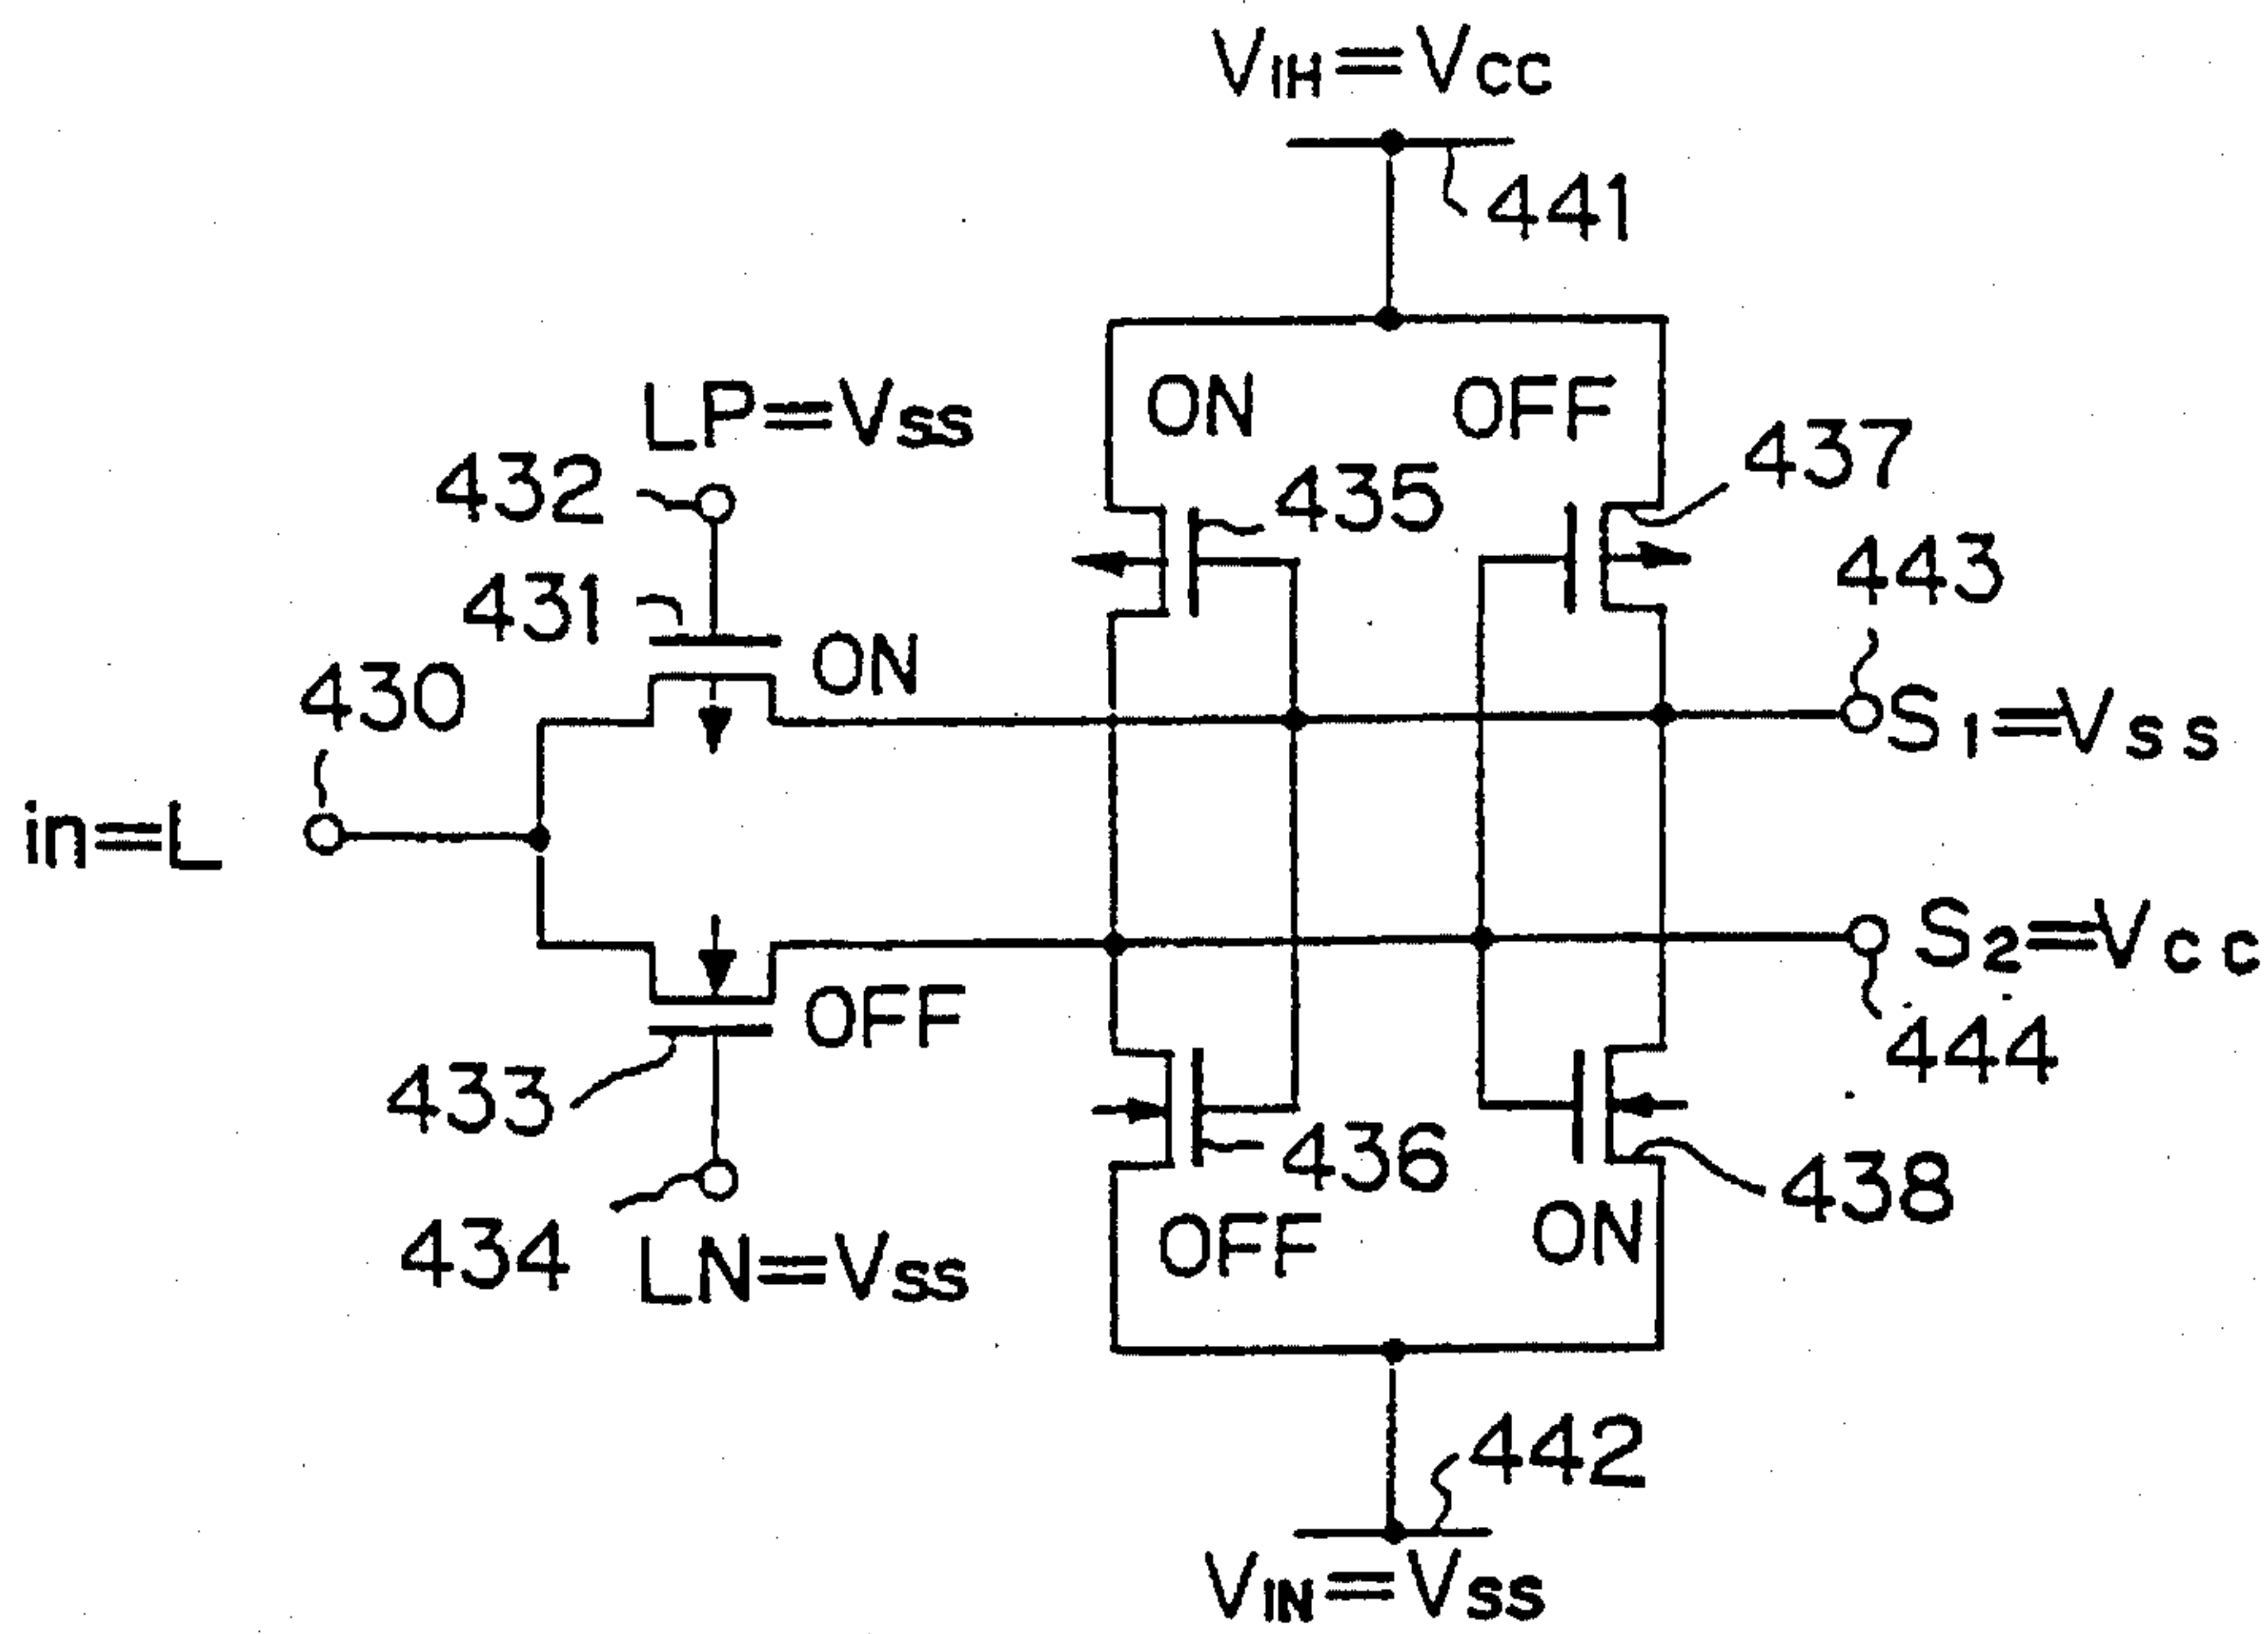 VIH=Vcc
441
LP=Vss
ON
OFF
432
437
435
443
431
ON
430
S1=Vss
in=L
S2=Vcc
OFF
444
433
436
438
434
LN=Vss
OFF
ON
442
VIN=Vss